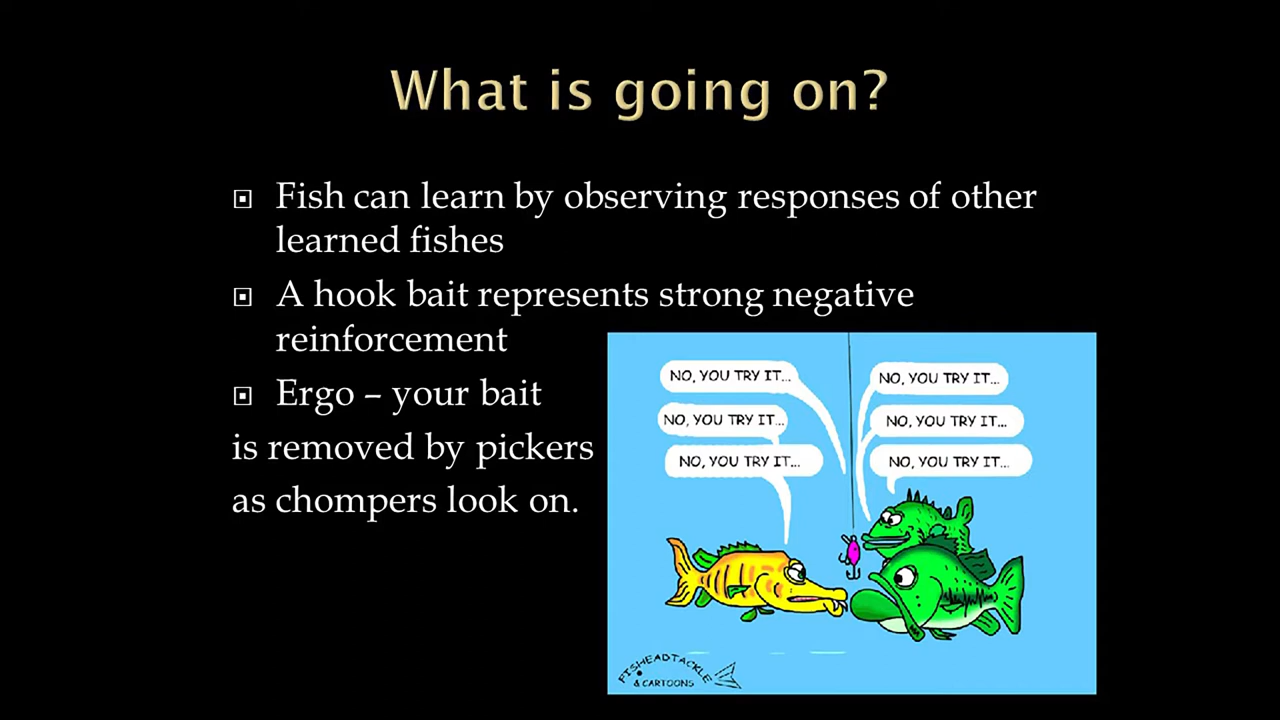 What is going on?
Fish can learn by observing responses of other
learned fishes
A hook bait represents strong negative
reinforcement
Ergo – your bait
is removed by pickers
as chompers look on.
NO, YOU TRY IT...
NO, YOU TRY IT...
NO, YOU TRY IT...
NO, YOU TRY IT...
NO, YOU TRY IT...
NO, YOU TRY IT...
FISHEADTACKLE
& CARTOONS